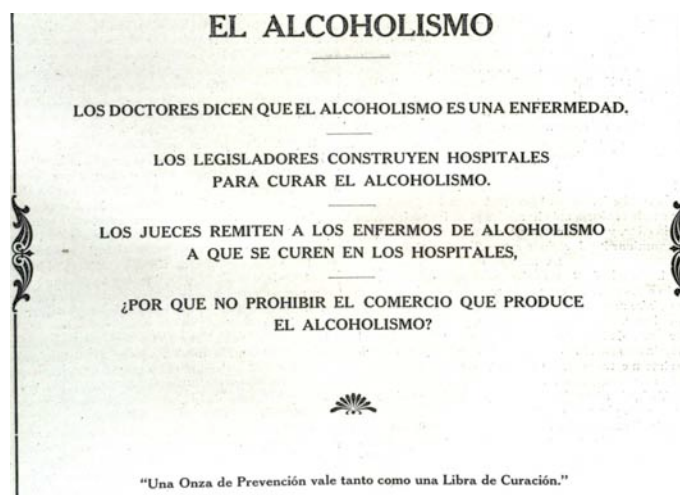 EL ALCOHOLISMO
LOS DOCTORES DICEN QUE EL ALCOHOLISMO ES UNA ENFERMEDAD.
LOS LEGISLADORES CONSTRUYEN HOSPITALES
PARA CURAR EL ALCOHOLISMO.
LOS JUECES REMITEN A LOS ENFERMOS DE ALCOHOLISMO
A QUE SE CUREN EN LOS HOSPITALES,
¿POR QUE NO PROHIBIR EL COMERCIO QUE PRODUCE
EL ALCOHOLISMO?
“Una Onza de Prevención vale tanto como una Libra de Curación.”